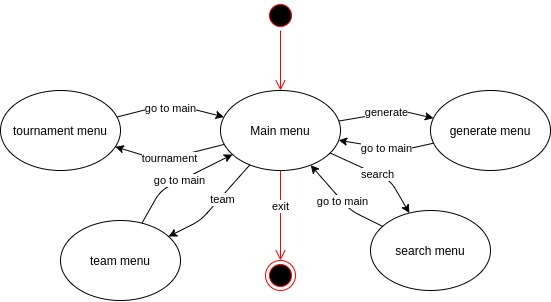 go to main
generate
tournament menu
Main menu
generate menu
tournament
go to main
go to main
search
team
exit
go to main
team menu
search menu